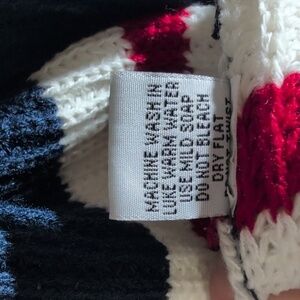 MACHINE WASH IN
LUKE WARM WATER
USE MILD SOAP
DO NOT BLEACH
DRY FLAT